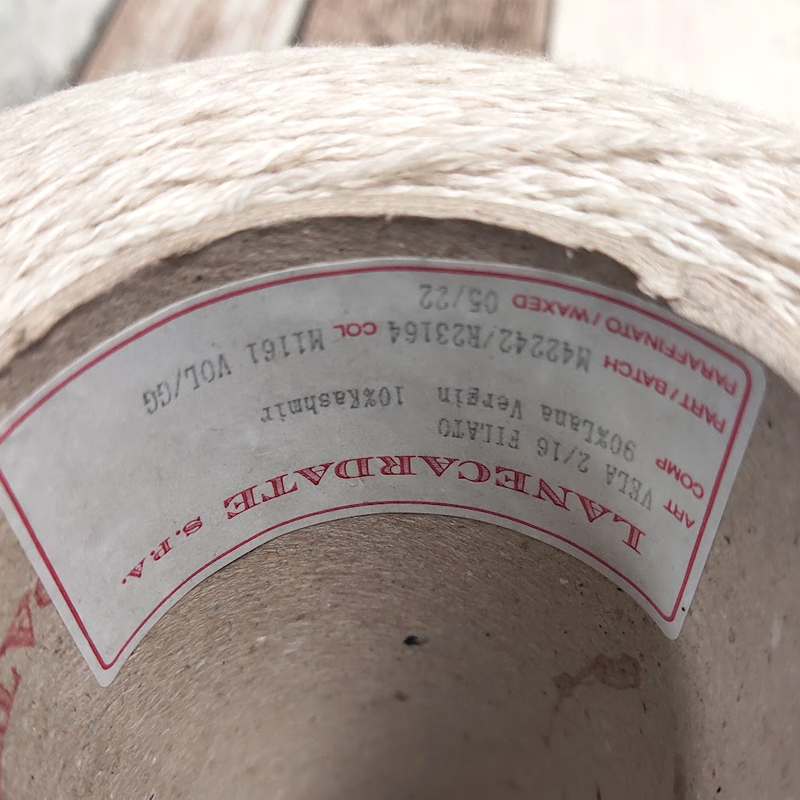 LANECARDATE S.P.A.
ART VELA 2/16 FILATO
COMP 90%Lana Vergin 10%Kashmir
PART / BATCH M42242/R23164 COL M1161 VOL/GG
PARAFFINATO / WAXED 05/22